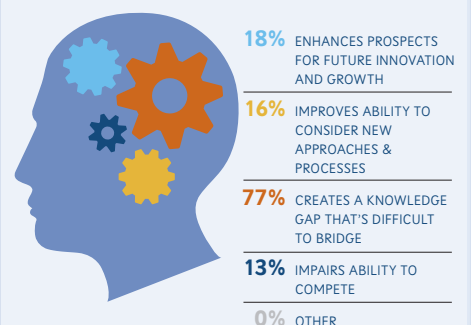 18% ENHANCES PROSPECTS
FOR FUTURE INNOVATION
AND GROWTH
16% IMPROVES ABILITY TO
CONSIDER NEW
APPROACHES &
PROCESSES
77% CREATES A KNOWLEDGE
GAP THAT'S DIFFICULT
TO BRIDGE
13% IMPAIRS ABILITY TO
COMPETE
0% OTHER